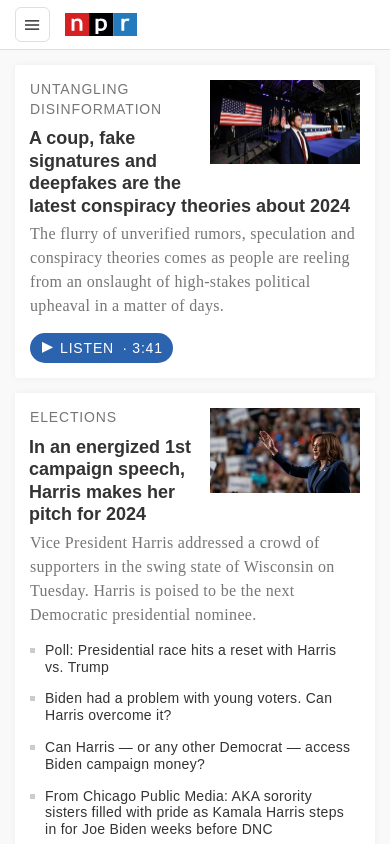 npr
UNTANGLING
DISINFORMATION
A coup, fake
signatures and
deepfakes are the
latest conspiracy theories about 2024
The flurry of unverified rumors, speculation and
conspiracy theories comes as people are reeling
from an onslaught of high-stakes political
upheaval in a matter of days.
LISTEN · 3:41
ELECTIONS
In an energized 1st
campaign speech,
Harris makes her
pitch for 2024
Vice President Harris addressed a crowd of
supporters in the swing state of Wisconsin on
Tuesday. Harris is poised to be the next
Democratic presidential nominee.
Poll: Presidential race hits a reset with Harris
vs. Trump
Biden had a problem with young voters. Can
Harris overcome it?
Can Harris — or any other Democrat — access
Biden campaign money?
From Chicago Public Media: AKA sorority
sisters filled with pride as Kamala Harris steps
in for Joe Biden weeks before DNC